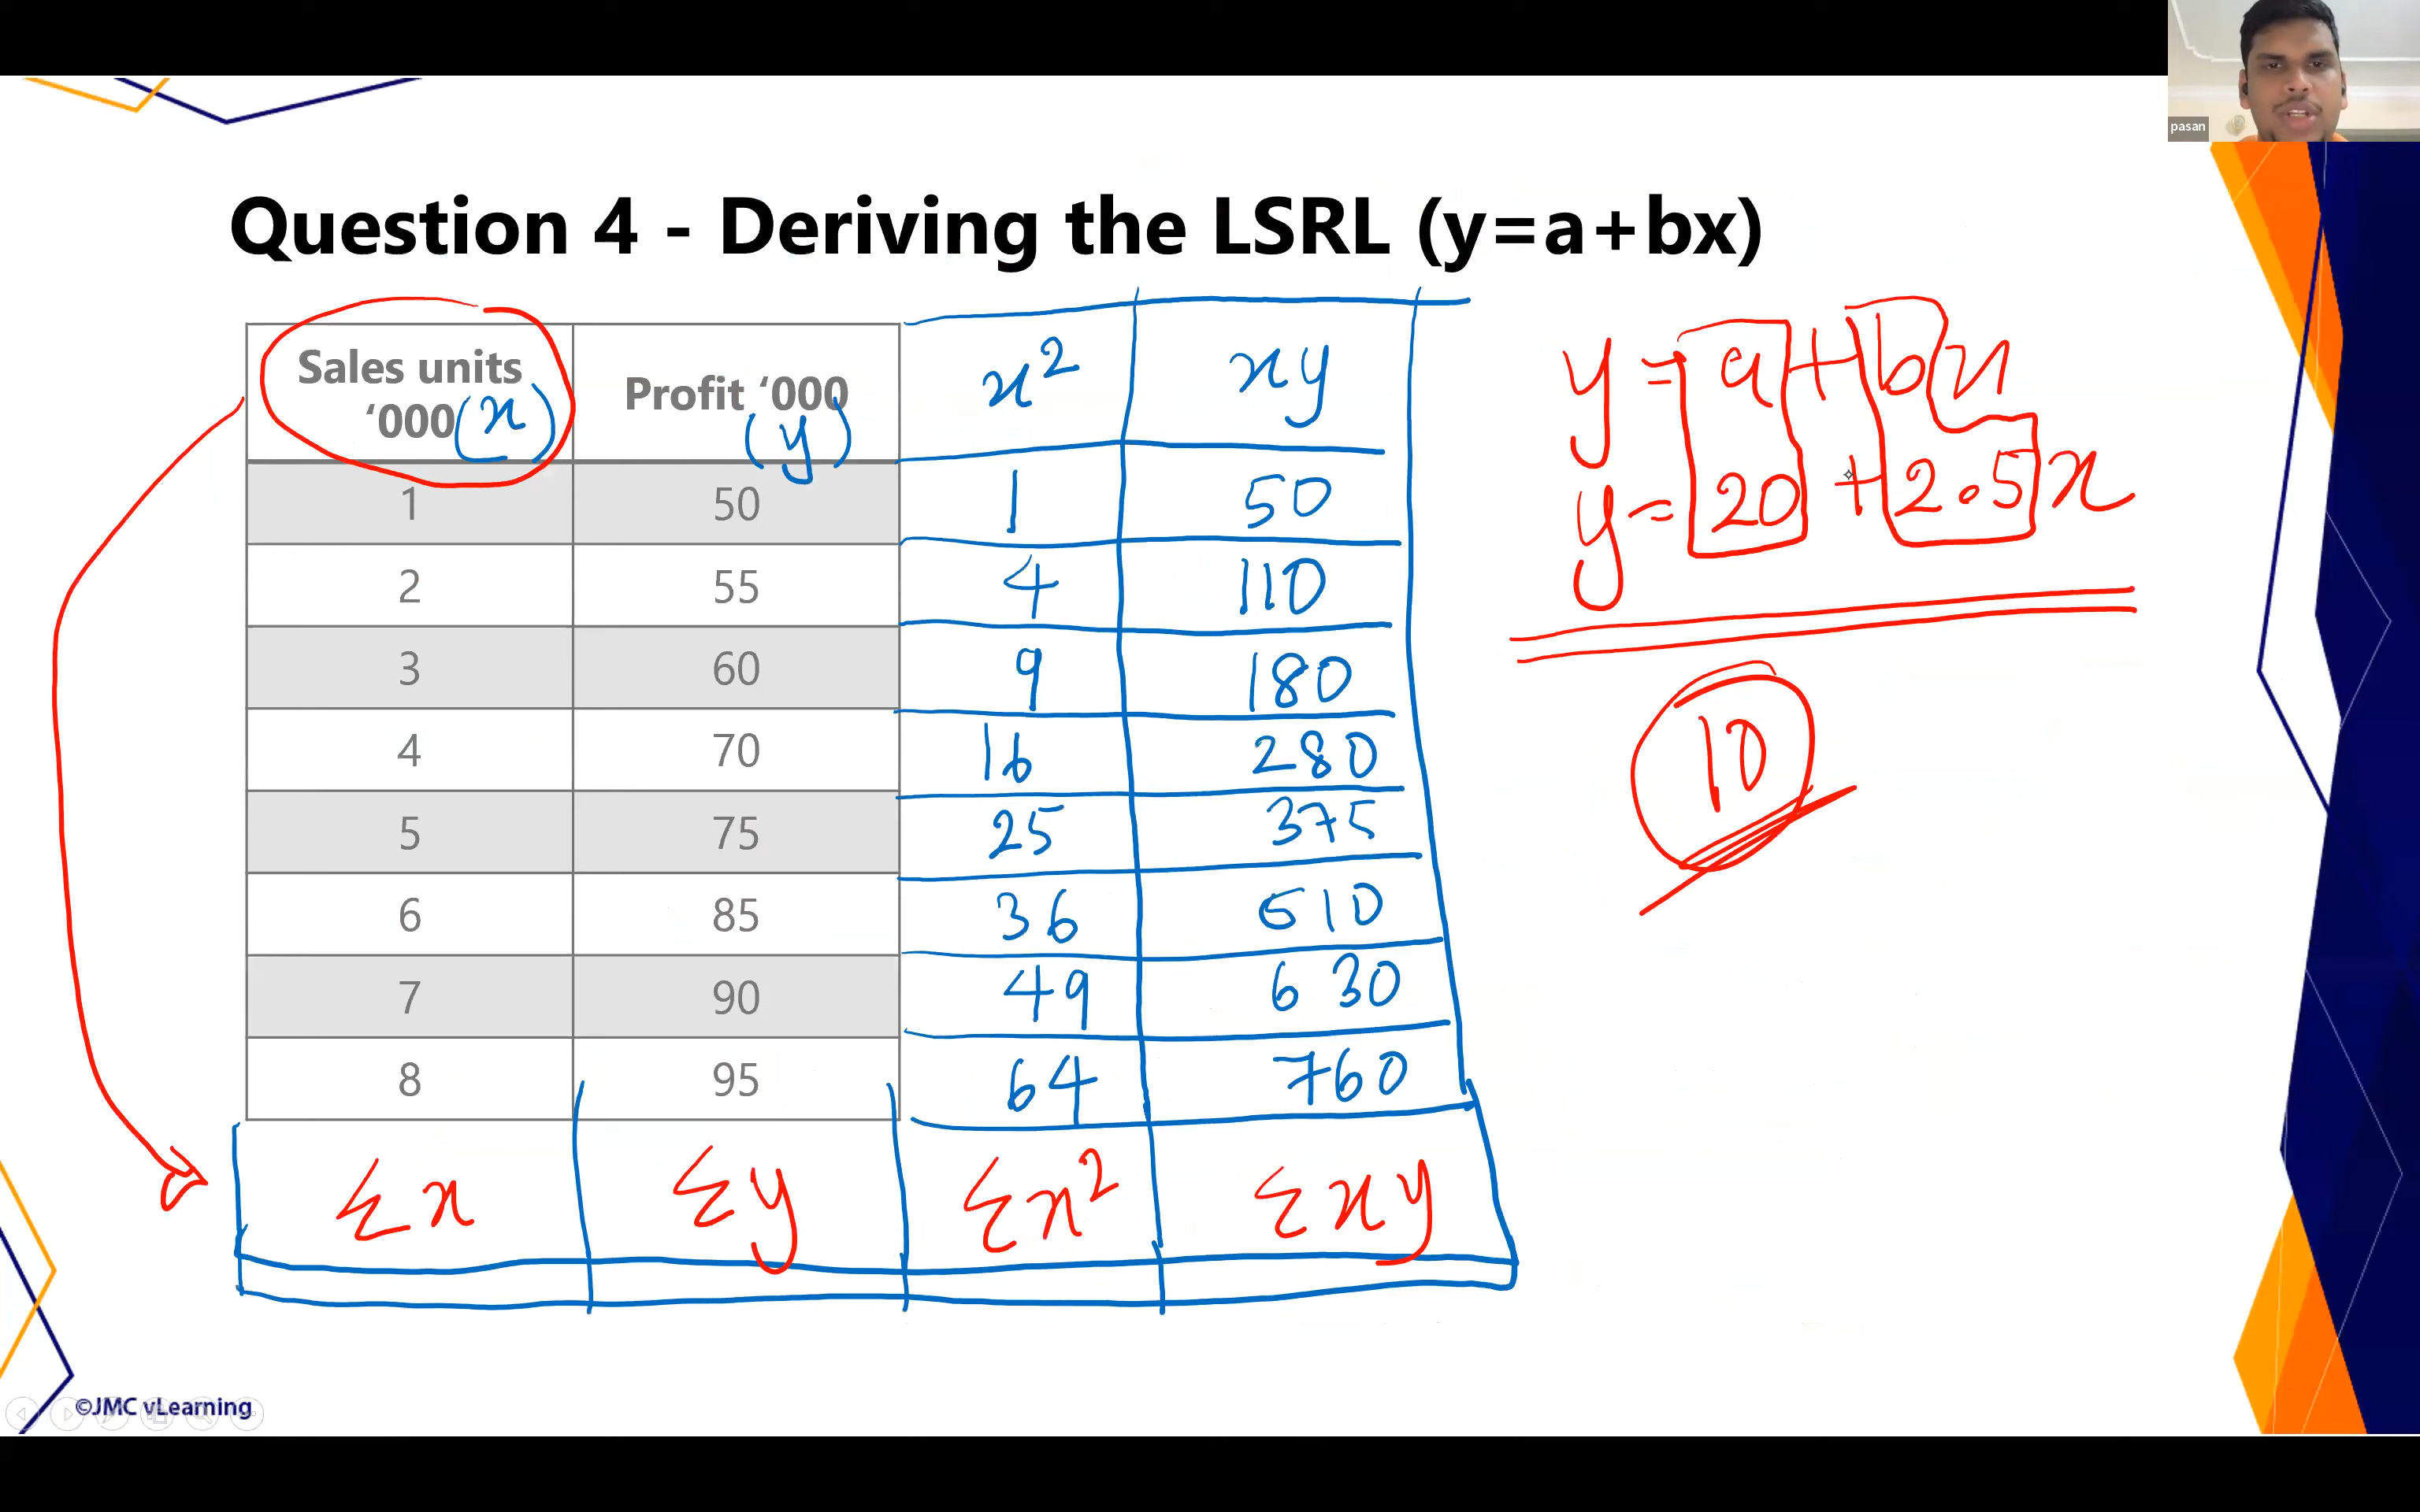 pasan
Question 4 - Deriving the LSRL (y=a+bx)
Sales units ‘000 (x) Profit ‘000 (y) x² xy
1 50 1 50
2 55 4 110
3 60 9 180
4 70 16 280
5 75 25 375
6 85 36 510
7 90 49 630
8 95 64 760
Σx Σy Σx² Σxy
y = a + bx
y = 20 + 2.5x
10
©JMC vLearning